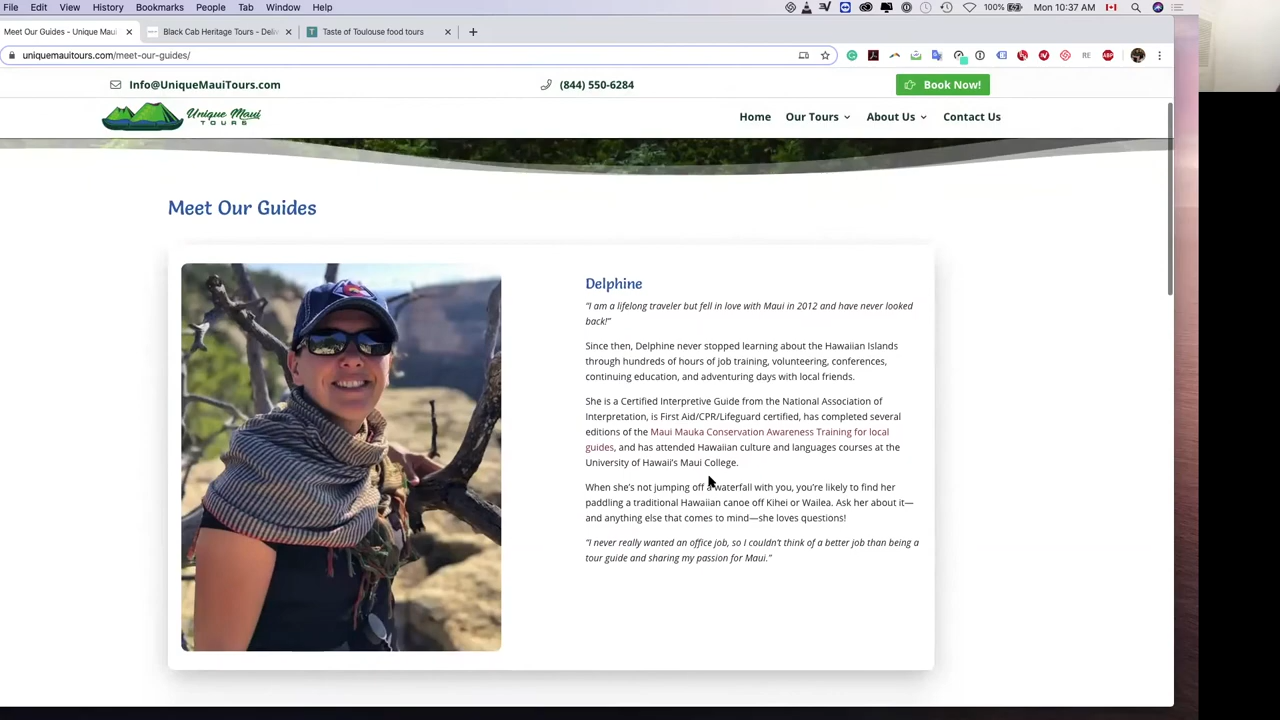 File Edit View History Bookmarks People Tab Window Help 100% Mon 10:37 AM
Meet Our Guides - Unique Maui Black Cab Heritage Tours - Deliv Taste of Toulouse food tours
uniquemauitours.com/meet-our-guides/
Info@UniqueMauiTours.com (844) 550-6284 Book Now!
Unique Maui
TOURS
Home Our Tours About Us Contact Us
Meet Our Guides
Delphine
“I am a lifelong traveler but fell in love with Maui in 2012 and have never looked
back!”
Since then, Delphine never stopped learning about the Hawaiian Islands
through hundreds of hours of job training, volunteering, conferences,
continuing education, and adventuring days with local friends.
She is a Certified Interpretive Guide from the National Association of
Interpretation, is First Aid/CPR/Lifeguard certified, has completed several
editions of the Maui Mauka Conservation Awareness Training for local
guides, and has attended Hawaiian culture and languages courses at the
University of Hawaii’s Maui College.
When she’s not jumping off a waterfall with you, you’re likely to find her
paddling a traditional Hawaiian canoe off Kihei or Wailea. Ask her about it—
and anything else that comes to mind—she loves questions!
“I never really wanted an office job, so I couldn’t think of a better job than being a
tour guide and sharing my passion for Maui.”